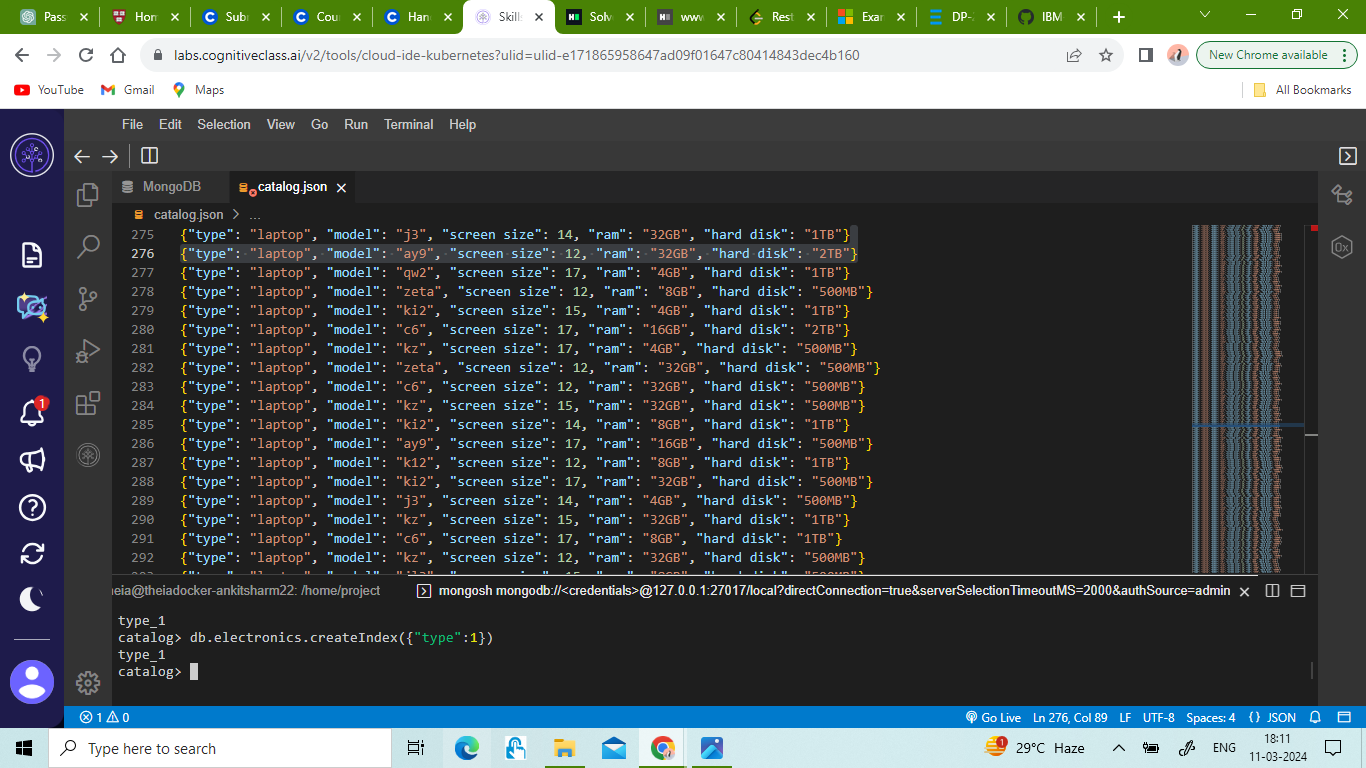 Pass
Hom
Subr
Cour
Hand
Skills
Solv
www
Rest
Exar
DP-
IBM
labs.cognitiveclass.ai/v2/tools/cloud-ide-kubernetes?ulid=ulid-e171865958647ad09f01647c80414843dec4b160
New Chrome available
YouTube
Gmail
Maps
All Bookmarks
File Edit Selection View Go Run Terminal Help
MongoDB
catalog.json
catalog.json > ...
275 {"type": "laptop", "model": "j3", "screen size": 14, "ram": "32GB", "hard disk": "1TB"}
276 {"type": "laptop", "model": "ay9", "screen size": 12, "ram": "32GB", "hard disk": "2TB"}
277 {"type": "laptop", "model": "qw2", "screen size": 17, "ram": "4GB", "hard disk": "1TB"}
278 {"type": "laptop", "model": "zeta", "screen size": 12, "ram": "8GB", "hard disk": "500MB"}
279 {"type": "laptop", "model": "ki2", "screen size": 15, "ram": "4GB", "hard disk": "1TB"}
280 {"type": "laptop", "model": "c6", "screen size": 17, "ram": "16GB", "hard disk": "2TB"}
281 {"type": "laptop", "model": "kz", "screen size": 17, "ram": "4GB", "hard disk": "500MB"}
282 {"type": "laptop", "model": "zeta", "screen size": 12, "ram": "32GB", "hard disk": "500MB"}
283 {"type": "laptop", "model": "c6", "screen size": 12, "ram": "32GB", "hard disk": "500MB"}
284 {"type": "laptop", "model": "kz", "screen size": 15, "ram": "32GB", "hard disk": "500MB"}
285 {"type": "laptop", "model": "ki2", "screen size": 14, "ram": "8GB", "hard disk": "1TB"}
286 {"type": "laptop", "model": "ay9", "screen size": 17, "ram": "16GB", "hard disk": "500MB"}
287 {"type": "laptop", "model": "k12", "screen size": 12, "ram": "8GB", "hard disk": "1TB"}
288 {"type": "laptop", "model": "ki2", "screen size": 17, "ram": "32GB", "hard disk": "500MB"}
289 {"type": "laptop", "model": "j3", "screen size": 14, "ram": "4GB", "hard disk": "500MB"}
290 {"type": "laptop", "model": "kz", "screen size": 15, "ram": "32GB", "hard disk": "1TB"}
291 {"type": "laptop", "model": "c6", "screen size": 17, "ram": "8GB", "hard disk": "1TB"}
292 {"type": "laptop", "model": "kz", "screen size": 12, "ram": "32GB", "hard disk": "500MB"}
heia@theiadocker-ankitsharm22: /home/project
mongosh mongodb://<credentials>@127.0.0.1:27017/local?directConnection=true&serverSelectionTimeoutMS=2000&authSource=admin
type_1
catalog> db.electronics.createIndex({"type":1})
type_1
catalog>
1
1 0
Go Live Ln 276, Col 89 LF UTF-8 Spaces: 4 {} JSON
Type here to search
1
29°C Haze
ENG
18:11
11-03-2024